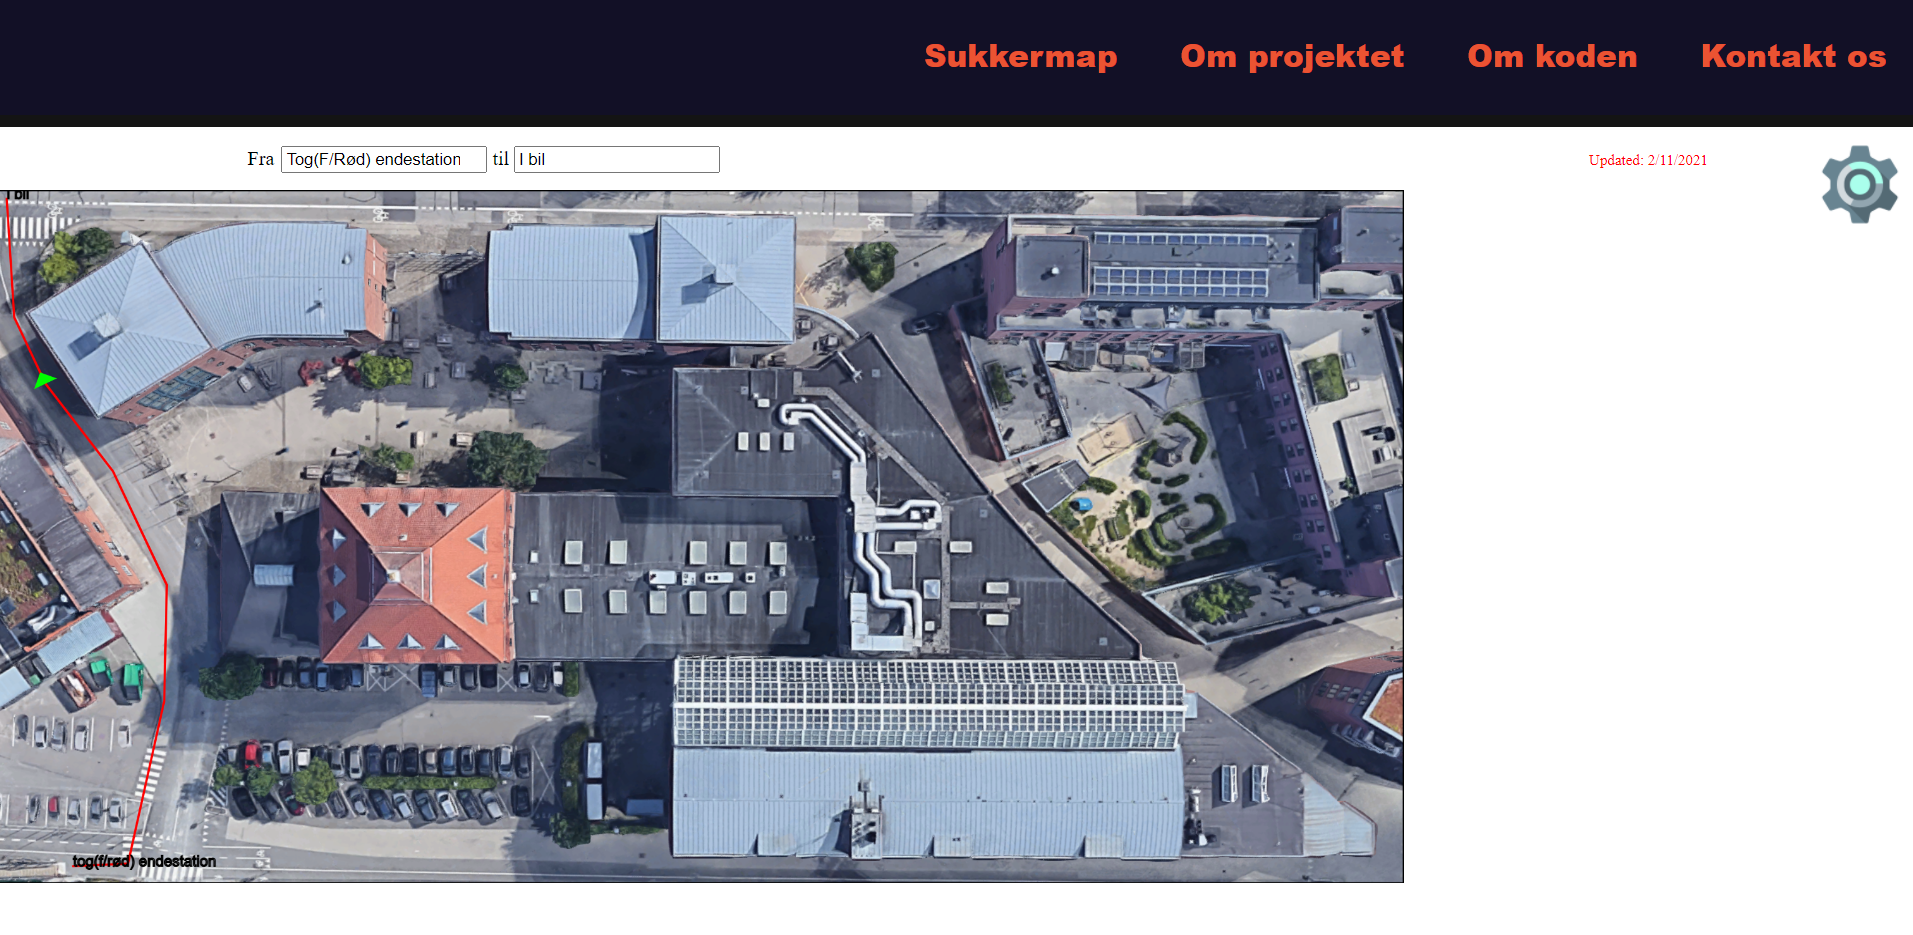 Sukkermap Om projektet Om koden Kontakt os
Fra Tog(F/Rød) endestation til I bil
Updated: 2/11/2021
I bil
tog(f/rød) endestation